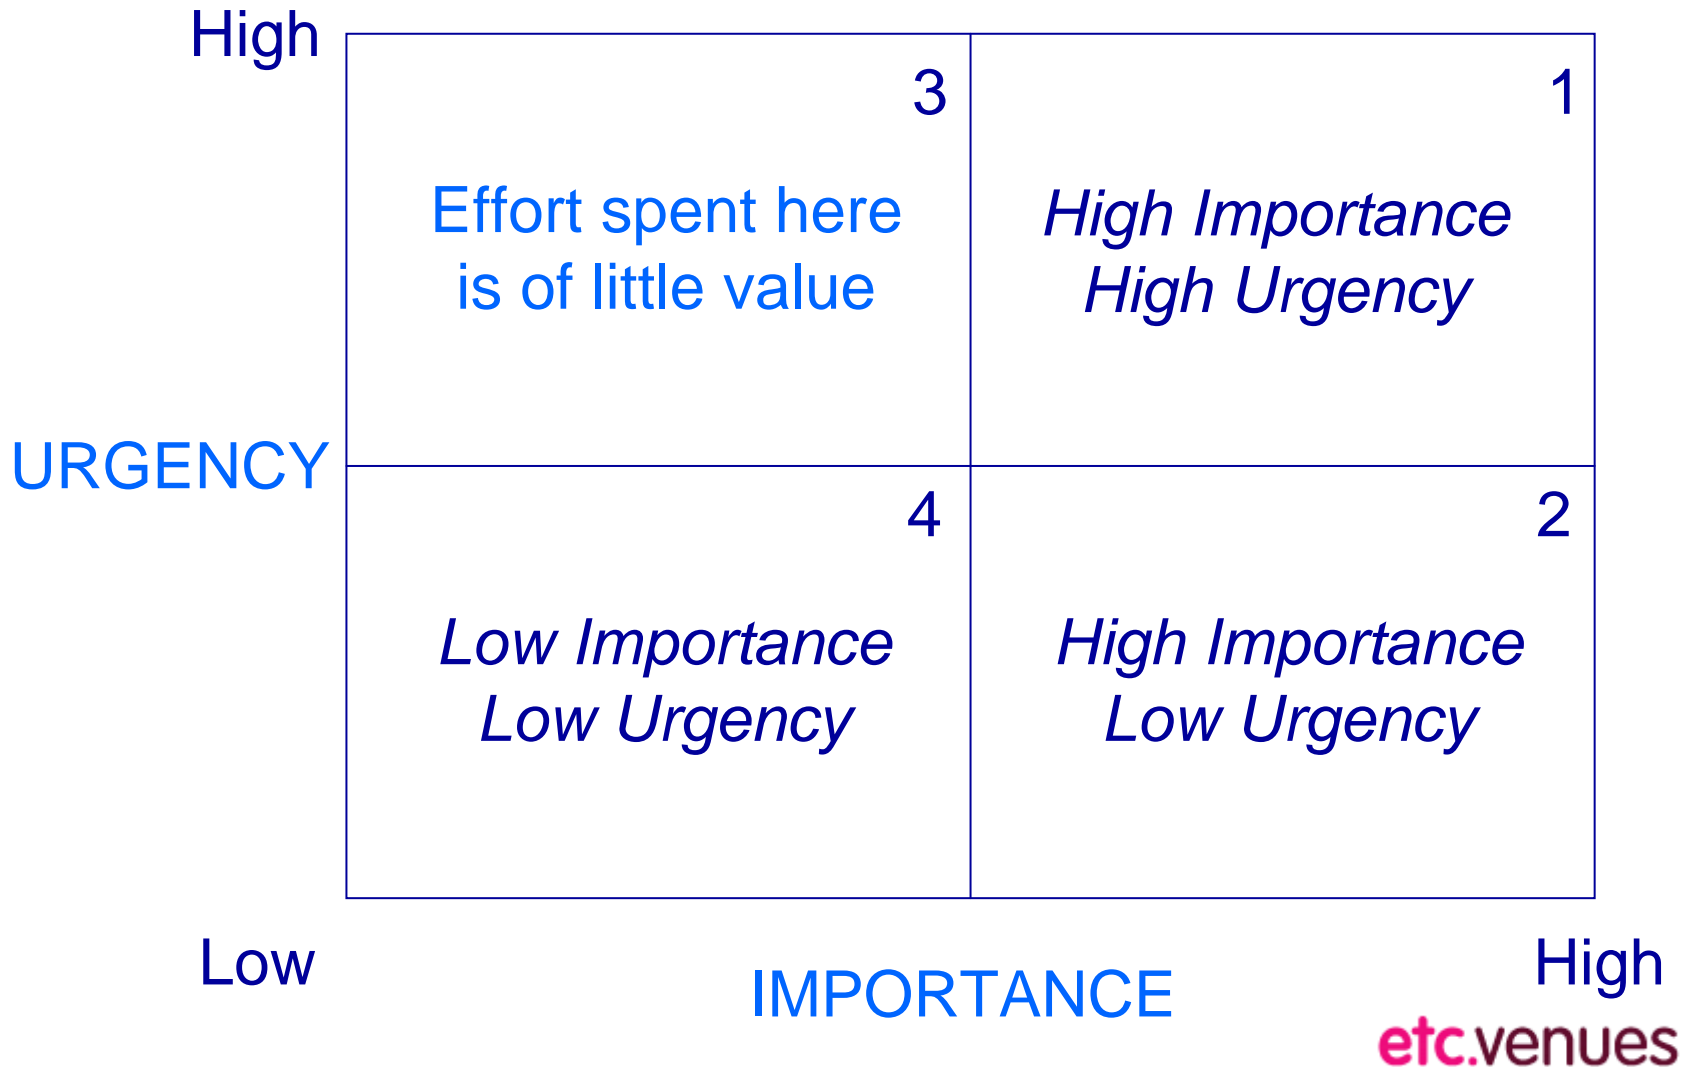 High
3
1
Effort spent here
is of little value
High Importance
High Urgency
URGENCY
4
2
Low Importance
Low Urgency
High Importance
Low Urgency
Low
High
IMPORTANCE
etc.venues